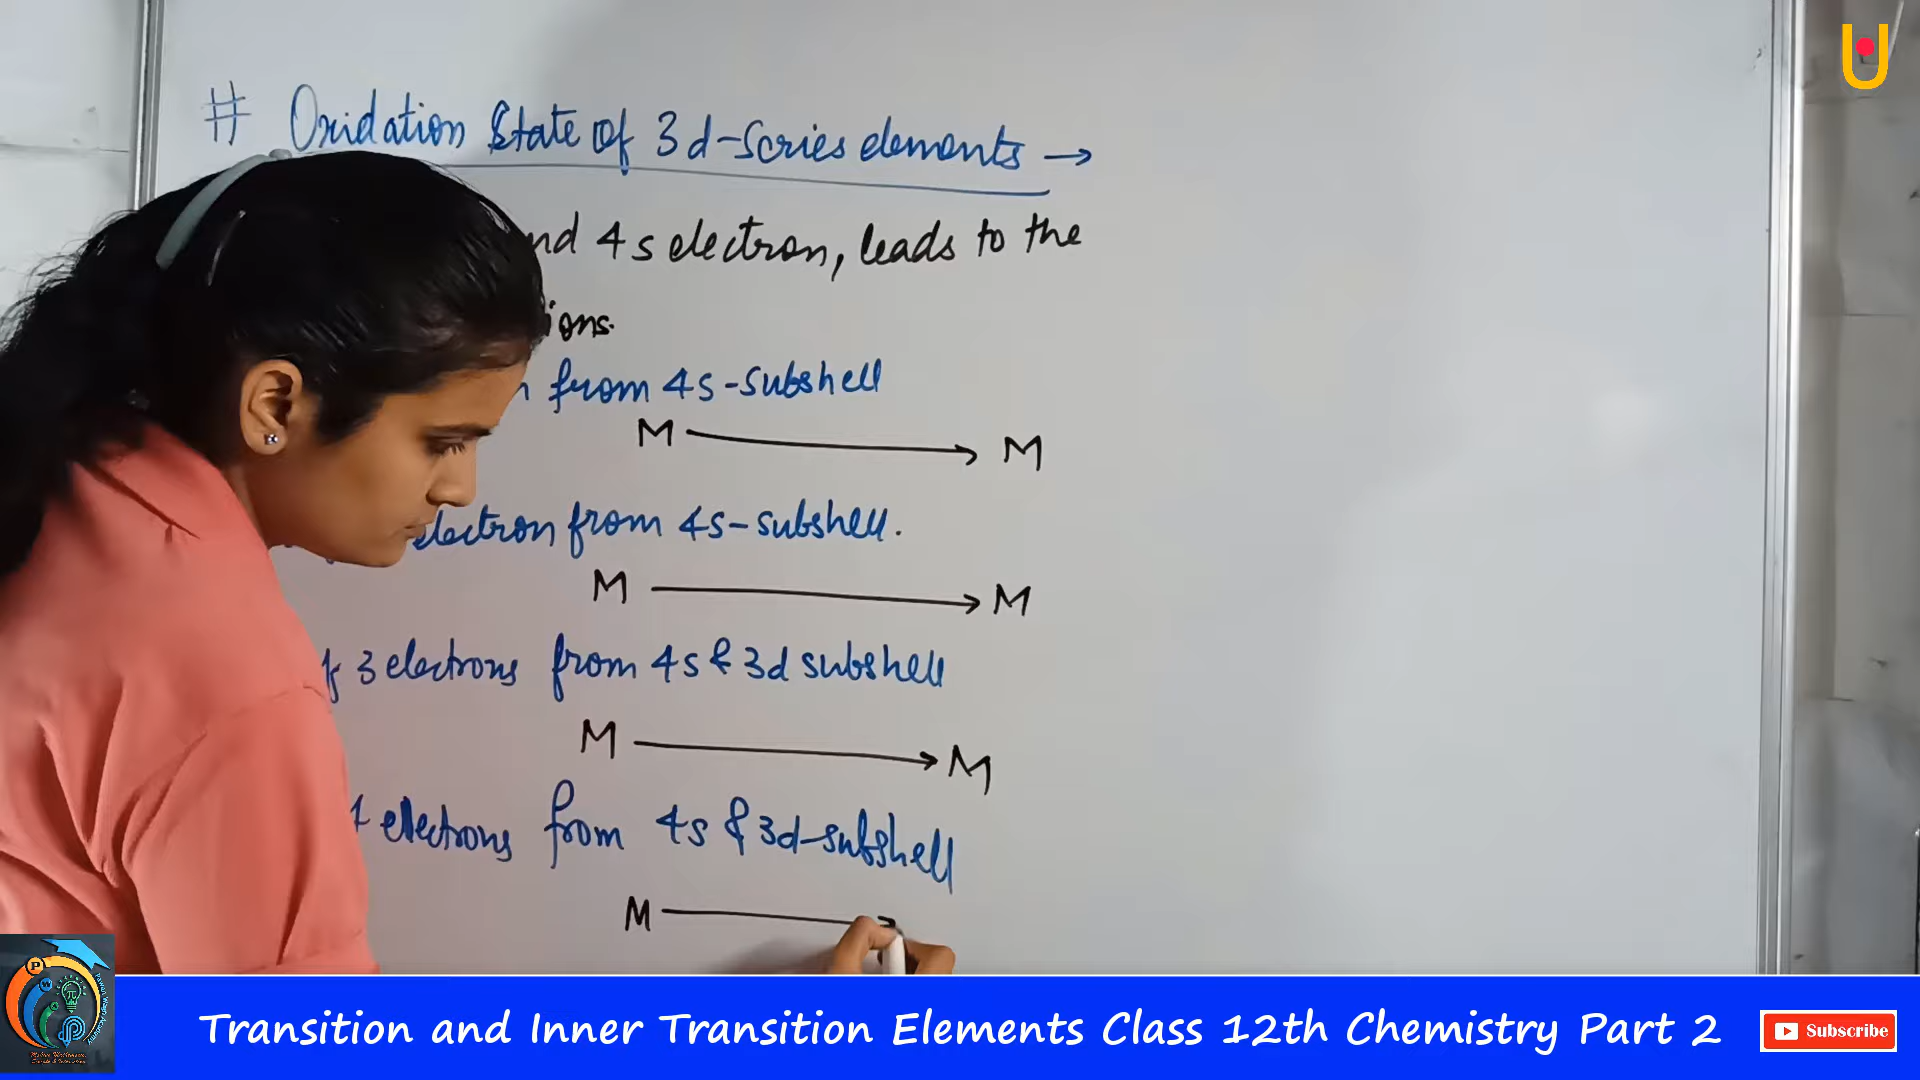 # Oxidation State of 3d-Series elements →
nd 4s electron, leads to the
ions.
from 4s-subshell
M → M
electron from 4s-subshell.
M → M
f 3 electrons from 4s & 3d subshell
M → M
electrons from 4s & 3d-subshell
M →
Transition and Inner Transition Elements Class 12th Chemistry Part 2
Subscribe